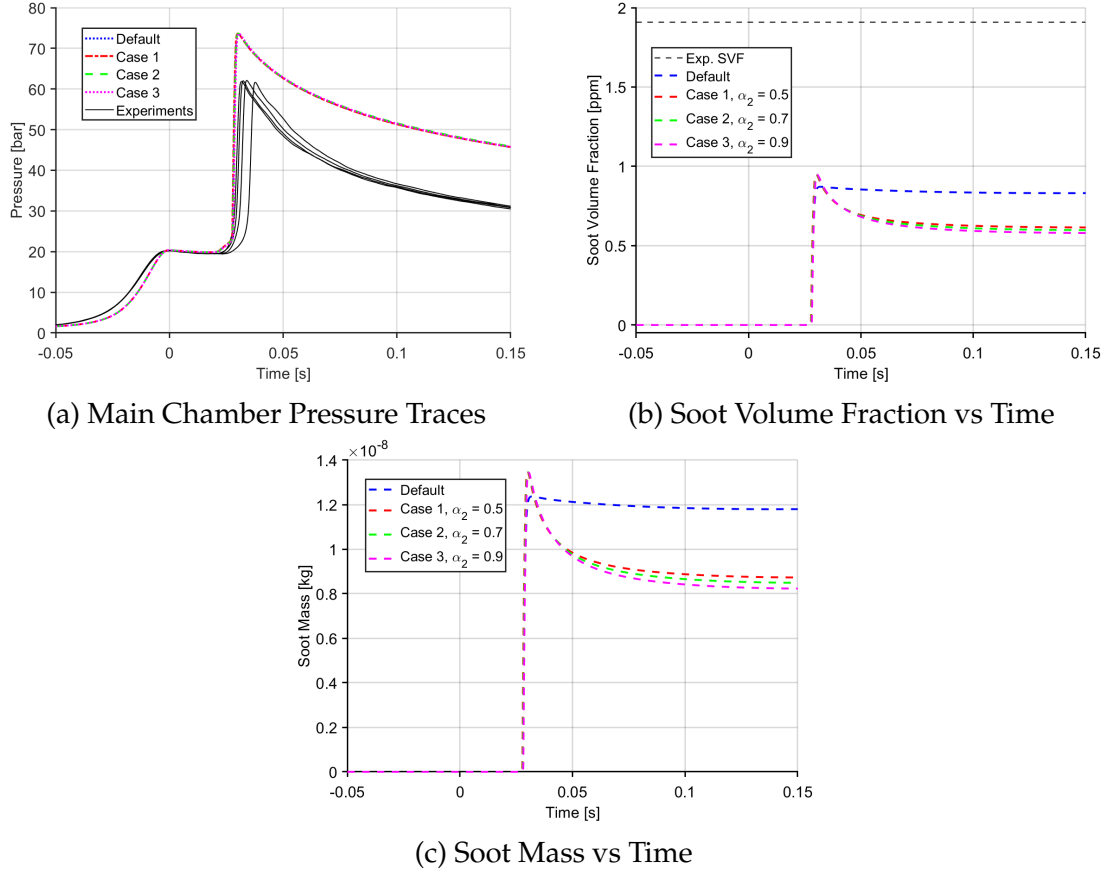 80
70
60
50
40
30
20
10
0
Pressure [bar]
Default
Case 1
Case 2
Case 3
Experiments
-0.05
0
0.05
0.1
0.15
Time [s]
(a) Main Chamber Pressure Traces
2
1.5
1
0.5
0
Soot Volume Fraction [ppm]
Exp. SVF
Default
Case 1, α₂ = 0.5
Case 2, α₂ = 0.7
Case 3, α₂ = 0.9
-0.05
0
0.05
0.1
0.15
Time [s]
(b) Soot Volume Fraction vs Time
×10⁻⁸
1.4
1.2
1
0.8
0.6
0.4
0.2
0
Soot Mass [kg]
Default
Case 1, α₂ = 0.5
Case 2, α₂ = 0.7
Case 3, α₂ = 0.9
-0.05
0
0.05
0.1
0.15
Time [s]
(c) Soot Mass vs Time